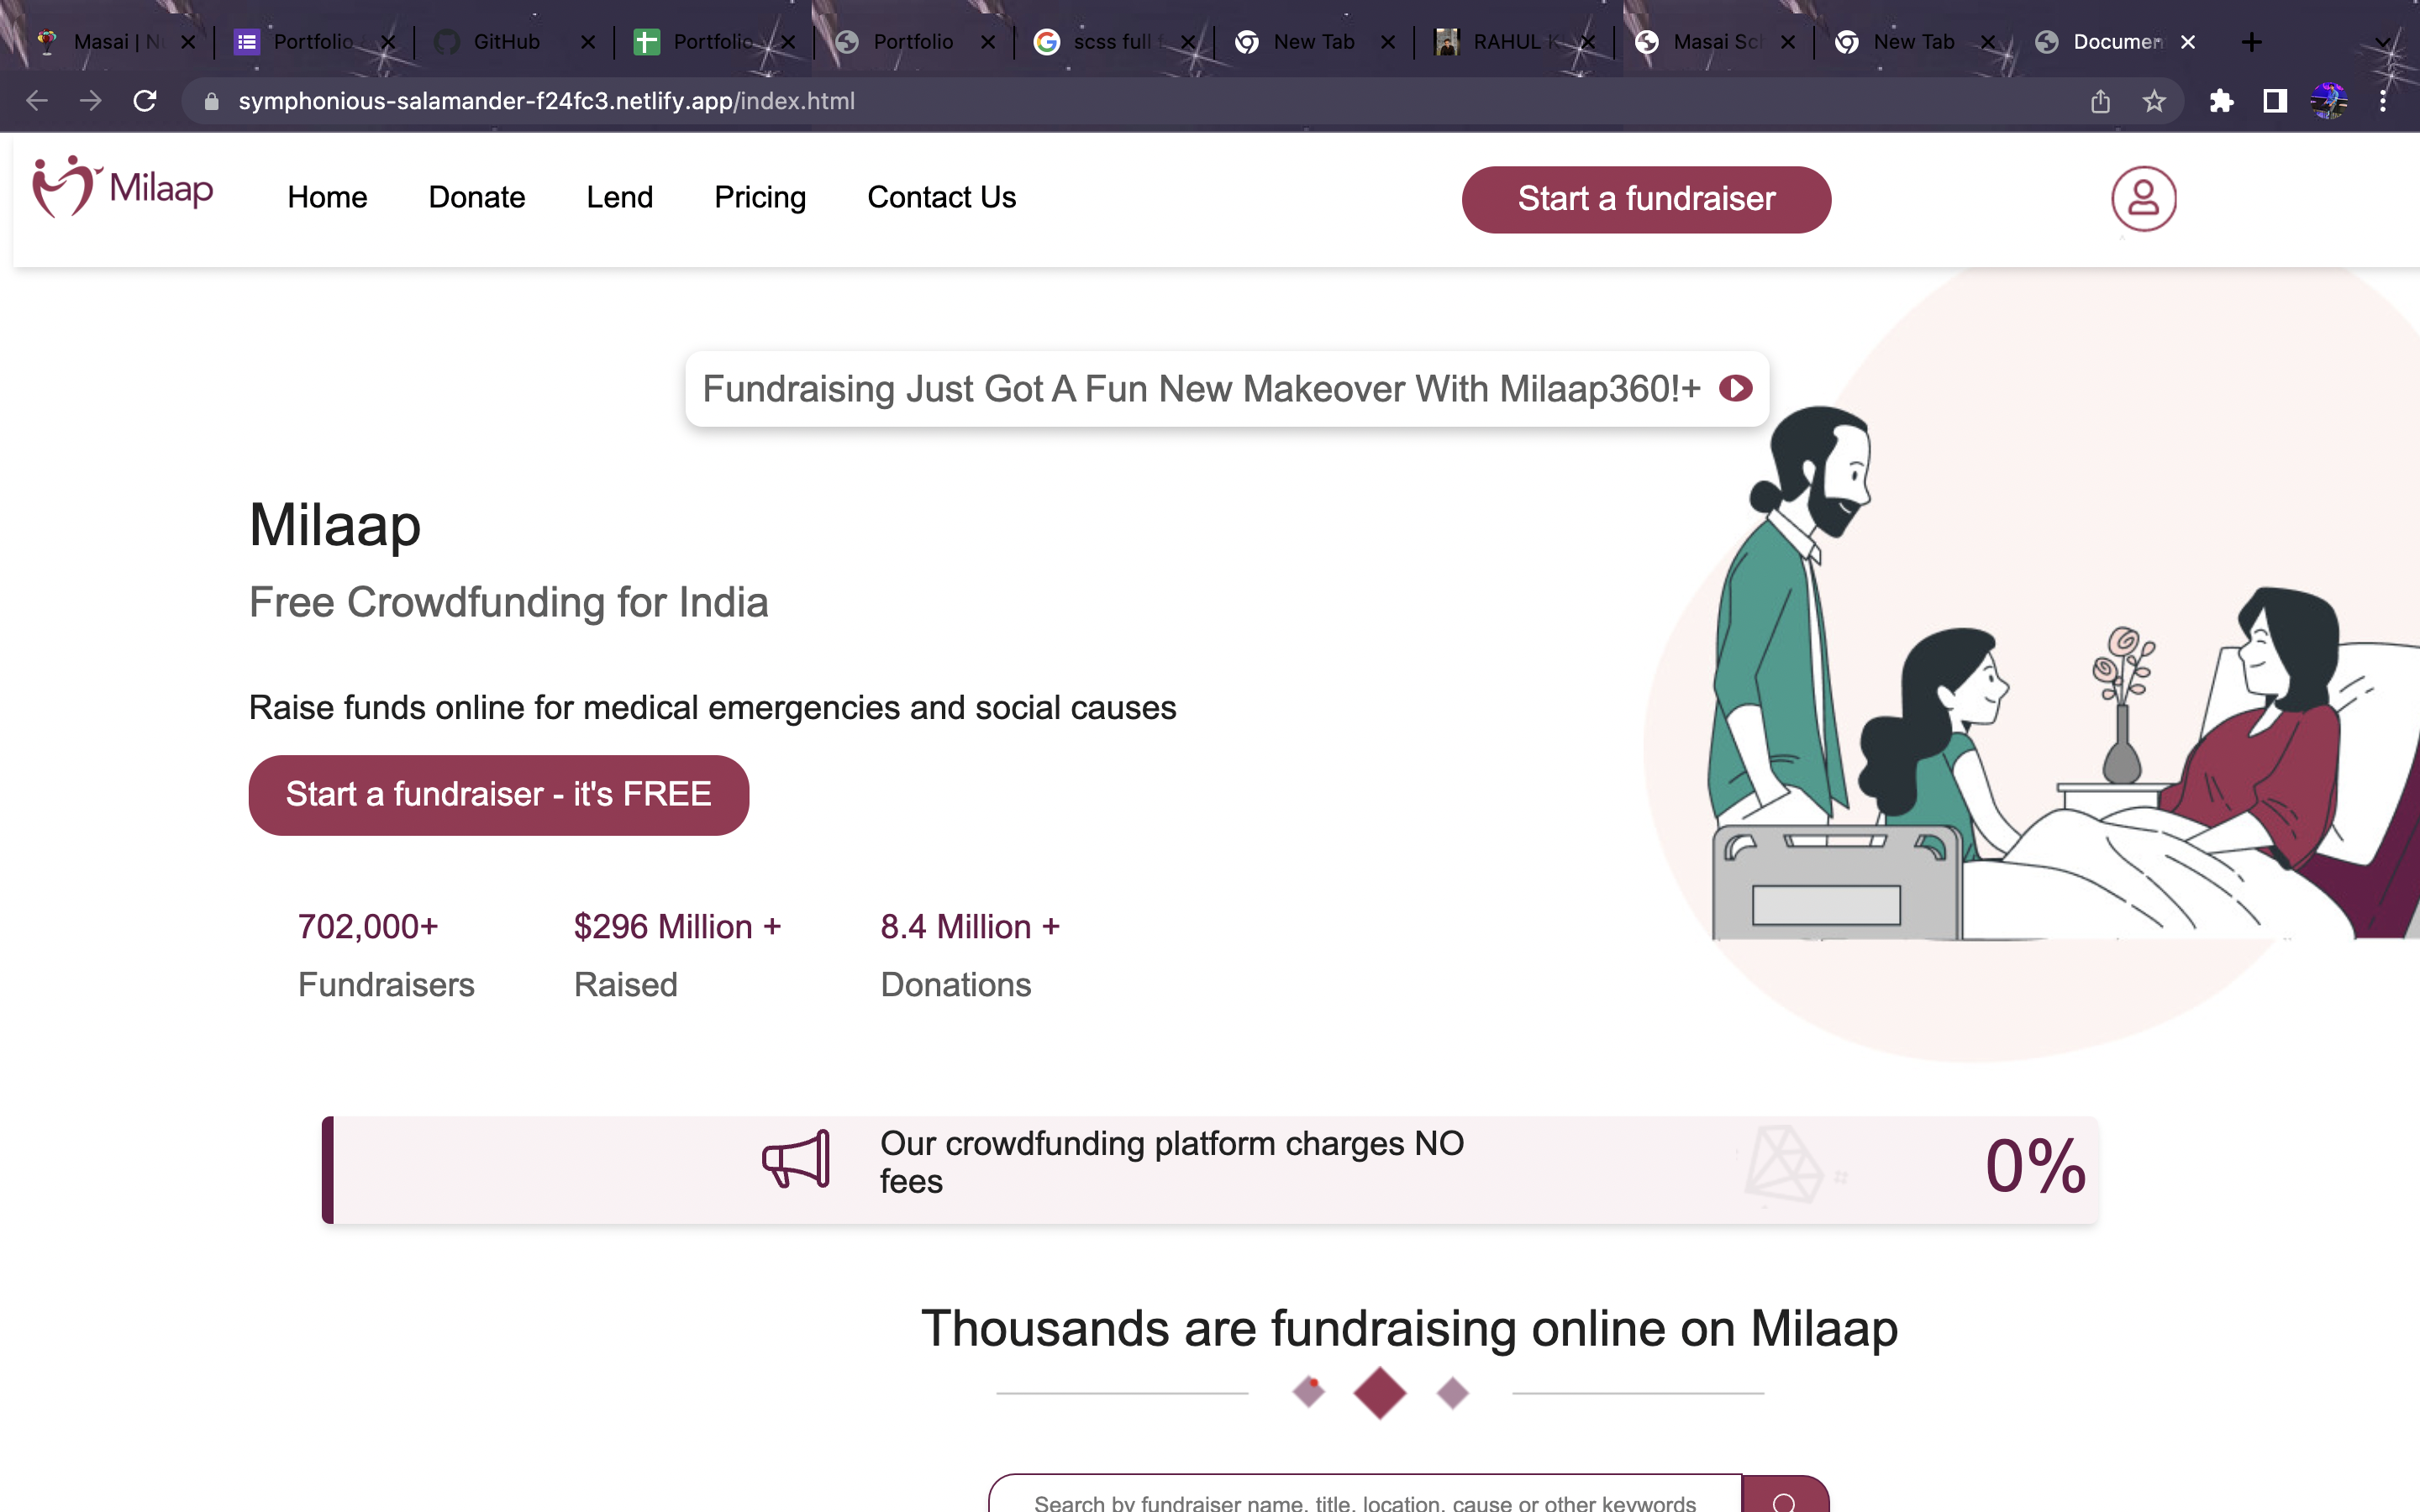 Masai | N
Portfolio
GitHub
Portfolio
Portfolio
scss full
New Tab
RAHUL K
Masai Sc
New Tab
Documen
symphonious-salamander-f24fc3.netlify.app/index.html
Milaap
Home
Donate
Lend
Pricing
Contact Us
Start a fundraiser
Fundraising Just Got A Fun New Makeover With Milaap360!+
Milaap
Free Crowdfunding for India
Raise funds online for medical emergencies and social causes
Start a fundraiser - it's FREE
702,000+
Fundraisers
$296 Million +
Raised
8.4 Million +
Donations
Our crowdfunding platform charges NO
fees
0%
Thousands are fundraising online on Milaap
Search by fundraiser name, title, location, cause or other keywords